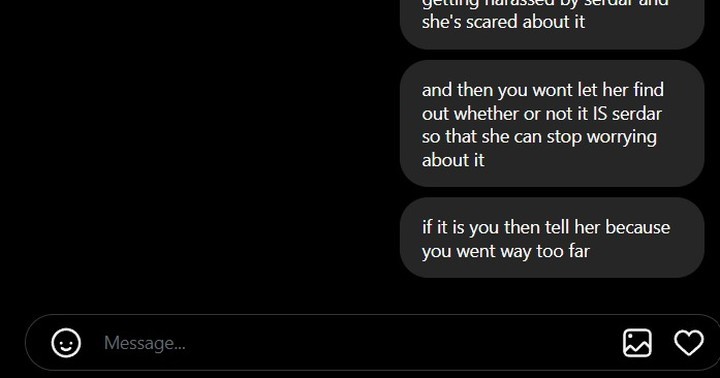 getting harassed by serdar and
she's scared about it
and then you wont let her find
out whether or not it IS serdar
so that she can stop worrying
about it
if it is you then tell her because
you went way too far
Message...